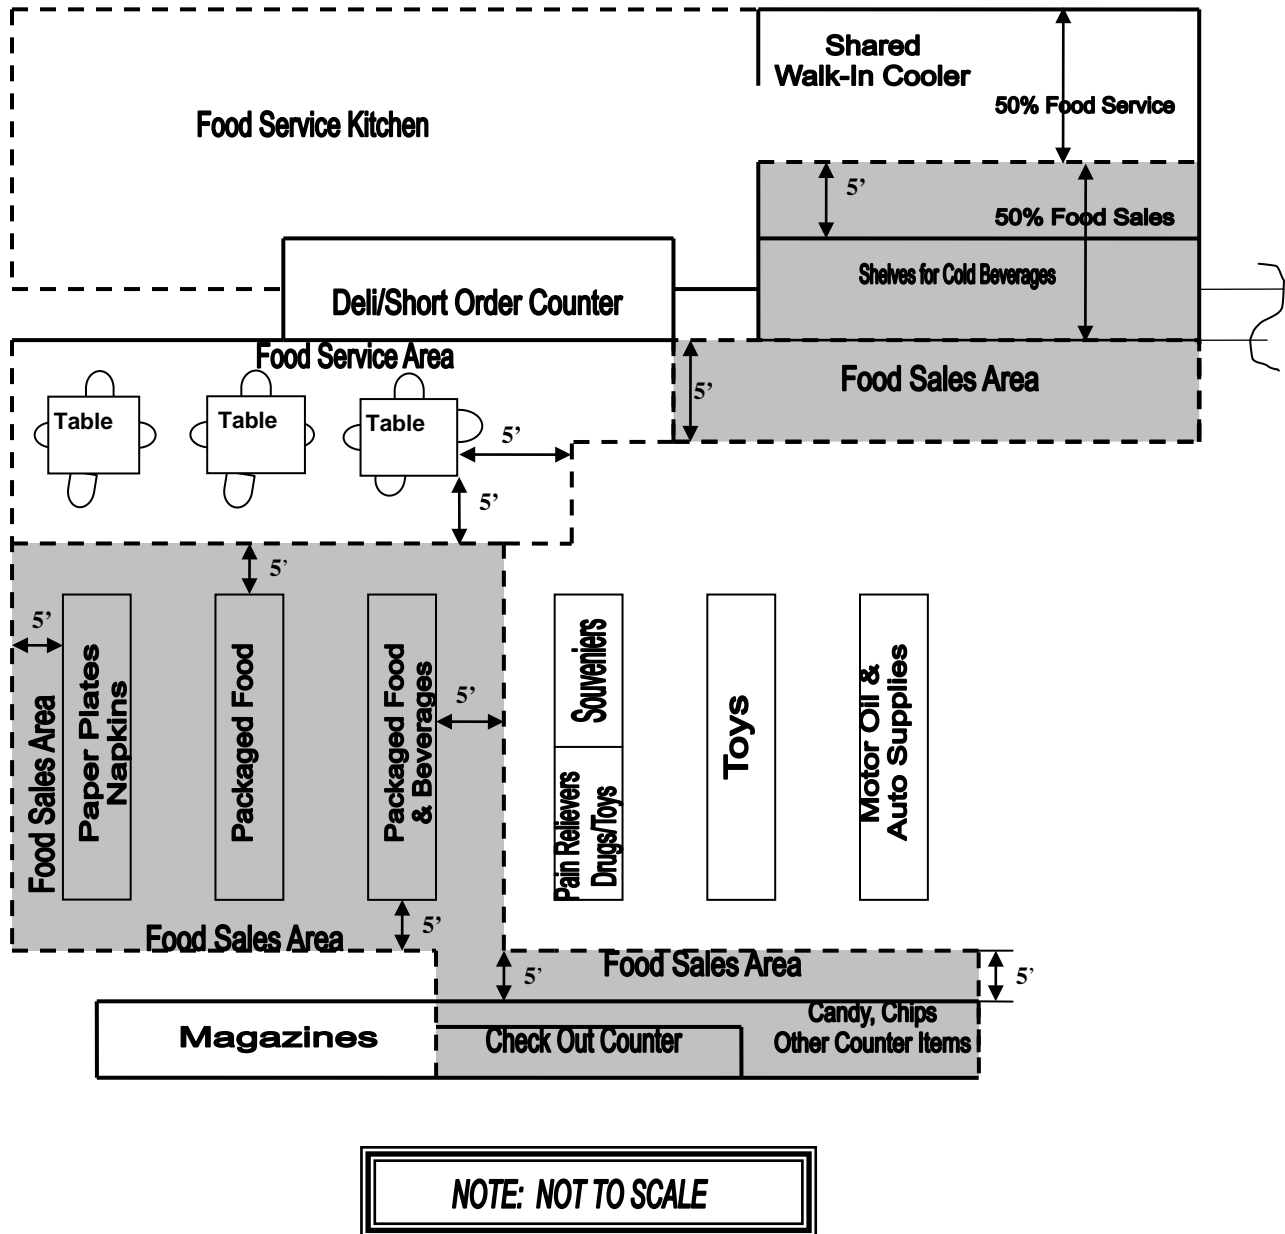 Shared
Walk-In Cooler
50% Food Service
Food Service Kitchen
5’
50% Food Sales
Shelves for Cold Beverages
Deli/Short Order Counter
Food Service Area
Food Sales Area
5’
Table
Table
Table
5’
5’
5’
5’
Food Sales Area
Paper Plates
Napkins
Packaged Food
Packaged Food
& Beverages
5’
Souveniers
Pain Relievers
Drugs/Toys
Toys
Motor Oil &
Auto Supplies
5’
Food Sales Area
5’
Food Sales Area
5’
Magazines
Check Out Counter
Candy, Chips
Other Counter Items
NOTE: NOT TO SCALE